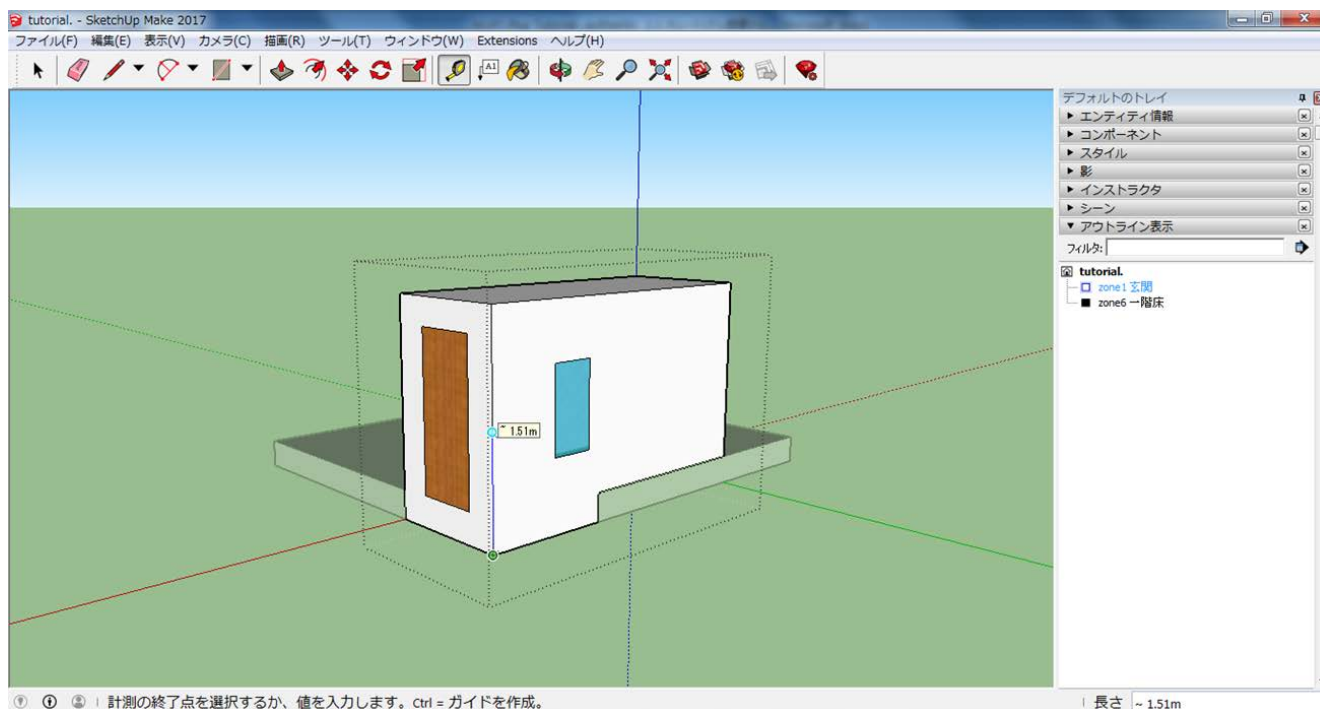 tutorial. - SketchUp Make 2017
ファイル(F) 編集(E) 表示(V) カメラ(C) 描画(R) ツール(T) ウィンドウ(W) Extensions ヘルプ(H)
A1
デフォルトのトレイ
エンティティ情報
コンポーネント
スタイル
影
インストラクタ
シーン
アウトライン表示
フィルタ:
tutorial.
zone1 玄関
zone6 一階床
~ 1.51m
計測の終了点を選択するか、値を入力します。Ctrl = ガイドを作成。
長さ ~ 1.51m